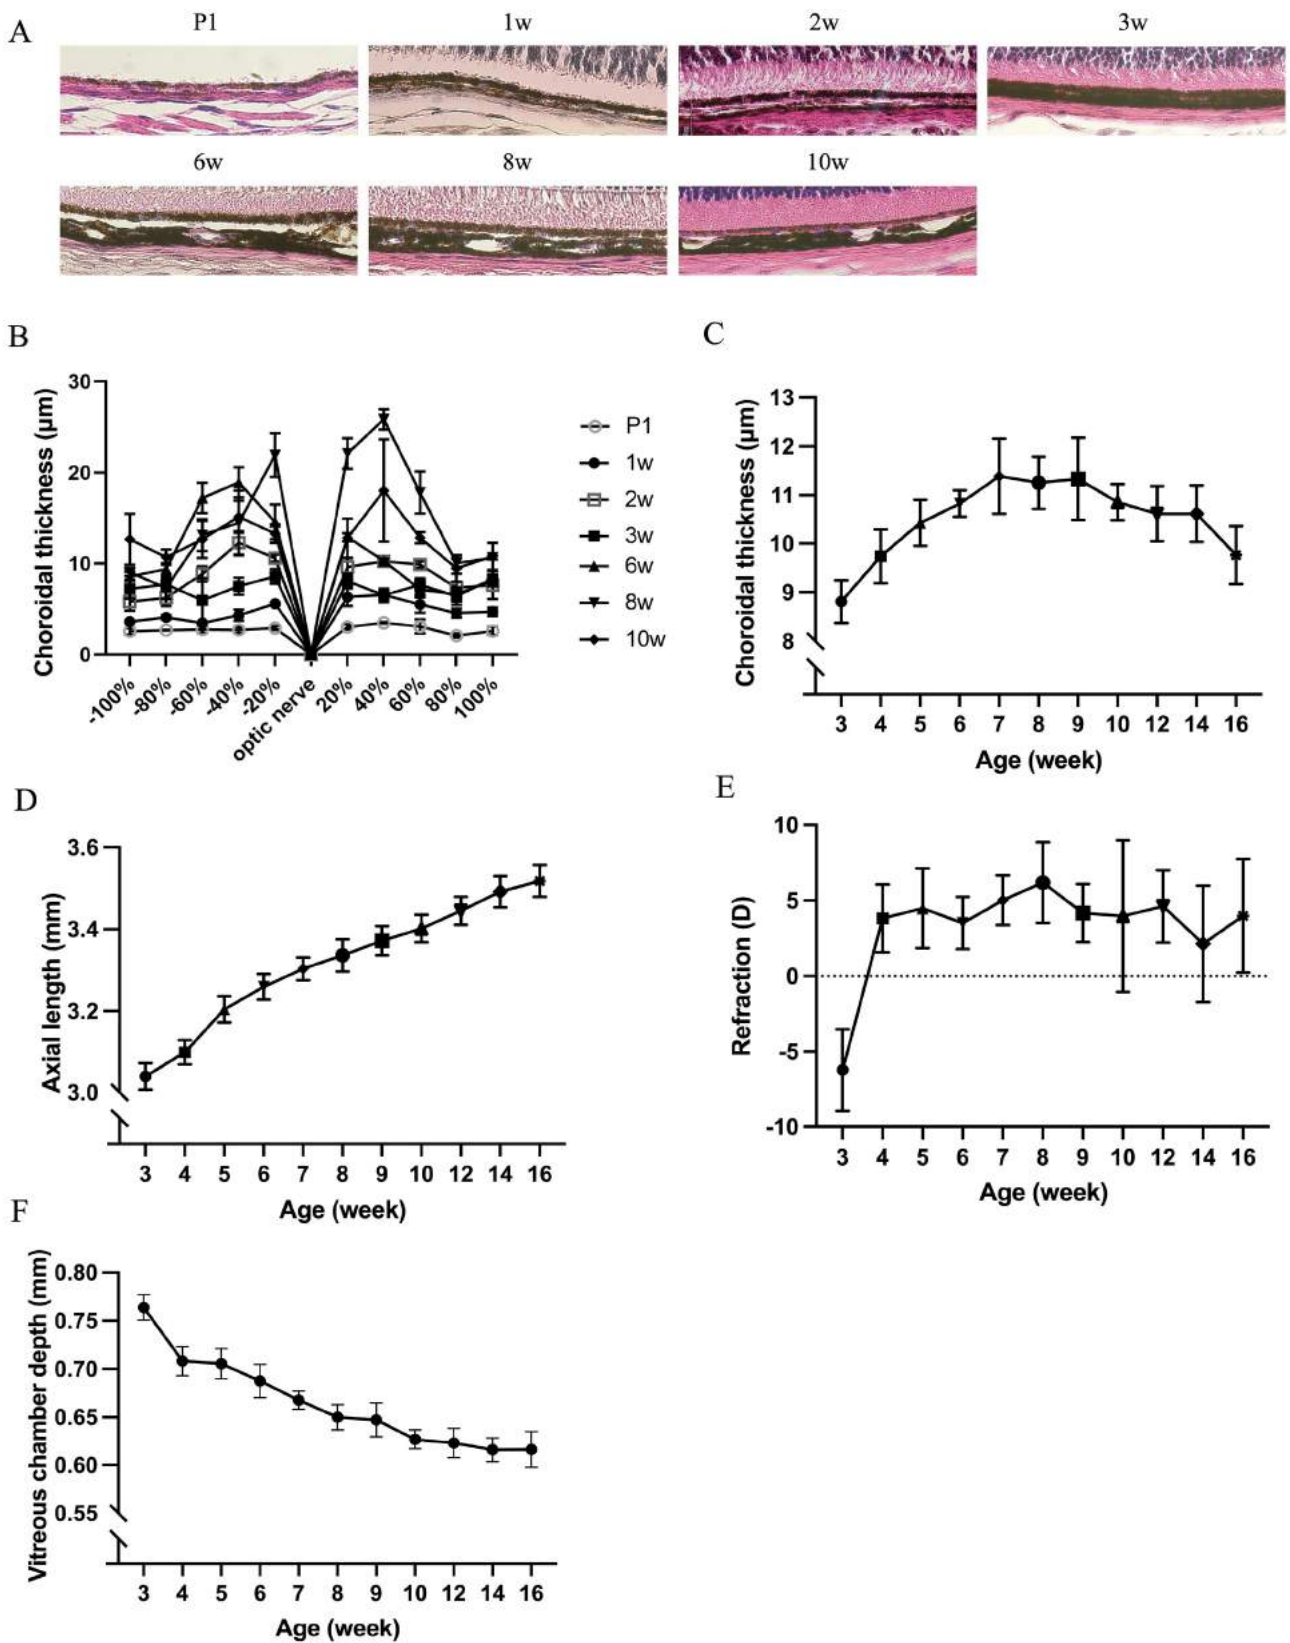 A
P1
1w
2w
3w
6w
8w
10w
B
Choroidal thickness (μm)
30
20
10
0
-100%
-80%
-60%
-40%
-20%
optic nerve
20%
40%
60%
80%
100%
P1
1w
2w
3w
6w
8w
10w
C
Choroidal thickness (μm)
13
12
11
10
9
8
3 4 5 6 7 8 9 10 12 14 16
Age (week)
D
Axial length (mm)
3.6
3.4
3.2
3.0
3 4 5 6 7 8 9 10 12 14 16
Age (week)
E
Refraction (D)
10
5
0
-5
-10
3 4 5 6 7 8 9 10 12 14 16
Age (week)
F
Vitreous chamber depth (mm)
0.80
0.75
0.70
0.65
0.60
0.55
3 4 5 6 7 8 9 10 12 14 16
Age (week)